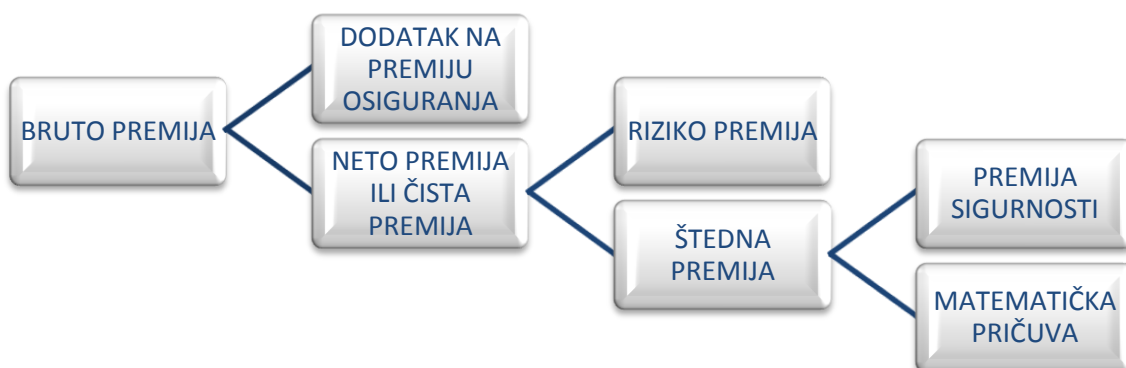 BRUTO PREMIJA
DODATAK NA
PREMIJU
OSIGURANJA
NETO PREMIJA
ILI ČISTA
PREMIJA
RIZIKO PREMIJA
ŠTEDNA
PREMIJA
PREMIJA
SIGURNOSTI
MATEMATIČKA
PRIČUVA